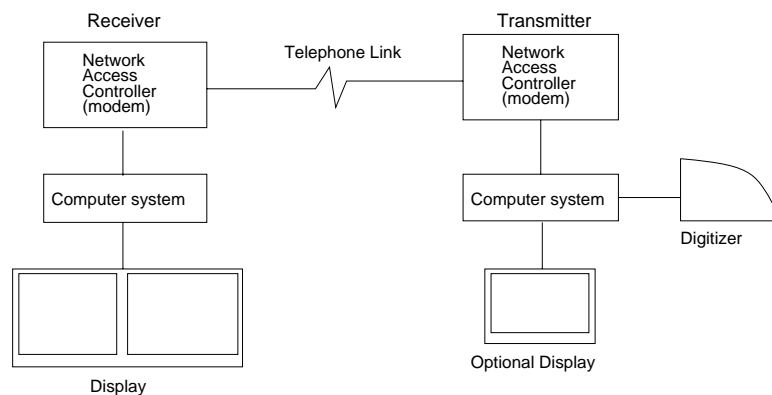 Receiver
Transmitter
Network
Access
Controller
(modem)
Telephone Link
Network
Access
Controller
(modem)
Computer system
Computer system
Digitizer
Display
Optional Display